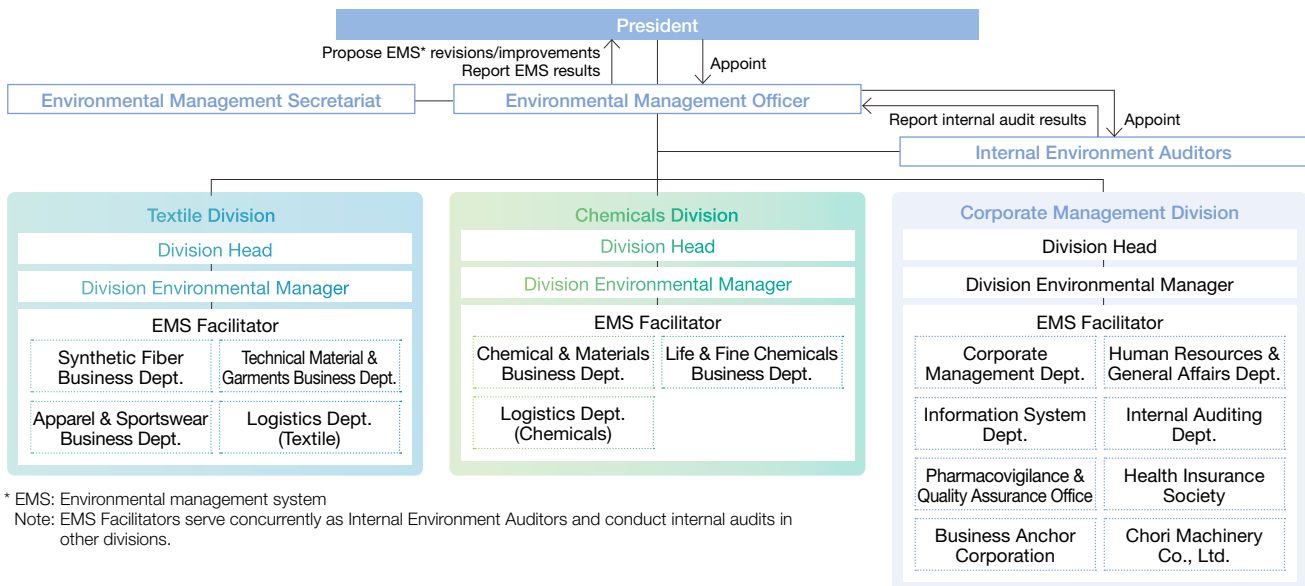 President
Propose EMS* revisions/improvements
Report EMS results
Appoint
Environmental Management Secretariat
Environmental Management Officer
Report internal audit results
Appoint
Internal Environment Auditors
Textile Division
Division Head
Division Environmental Manager
EMS Facilitator
Synthetic Fiber
Business Dept.
Technical Material &
Garments Business Dept.
Apparel & Sportswear
Business Dept.
Logistics Dept.
(Textile)
Chemicals Division
Division Head
Division Environmental Manager
EMS Facilitator
Chemical & Materials
Business Dept.
Life & Fine Chemicals
Business Dept.
Logistics Dept.
(Chemicals)
Corporate Management Division
Division Head
Division Environmental Manager
EMS Facilitator
Corporate
Management Dept.
Human Resources &
General Affairs Dept.
Information System
Dept.
Internal Auditing
Dept.
Pharmacovigilance &
Quality Assurance Office
Health Insurance
Society
Business Anchor
Corporation
Chori Machinery
Co., Ltd.
* EMS: Environmental management system
Note: EMS Facilitators serve concurrently as Internal Environment Auditors and conduct internal audits in
other divisions.